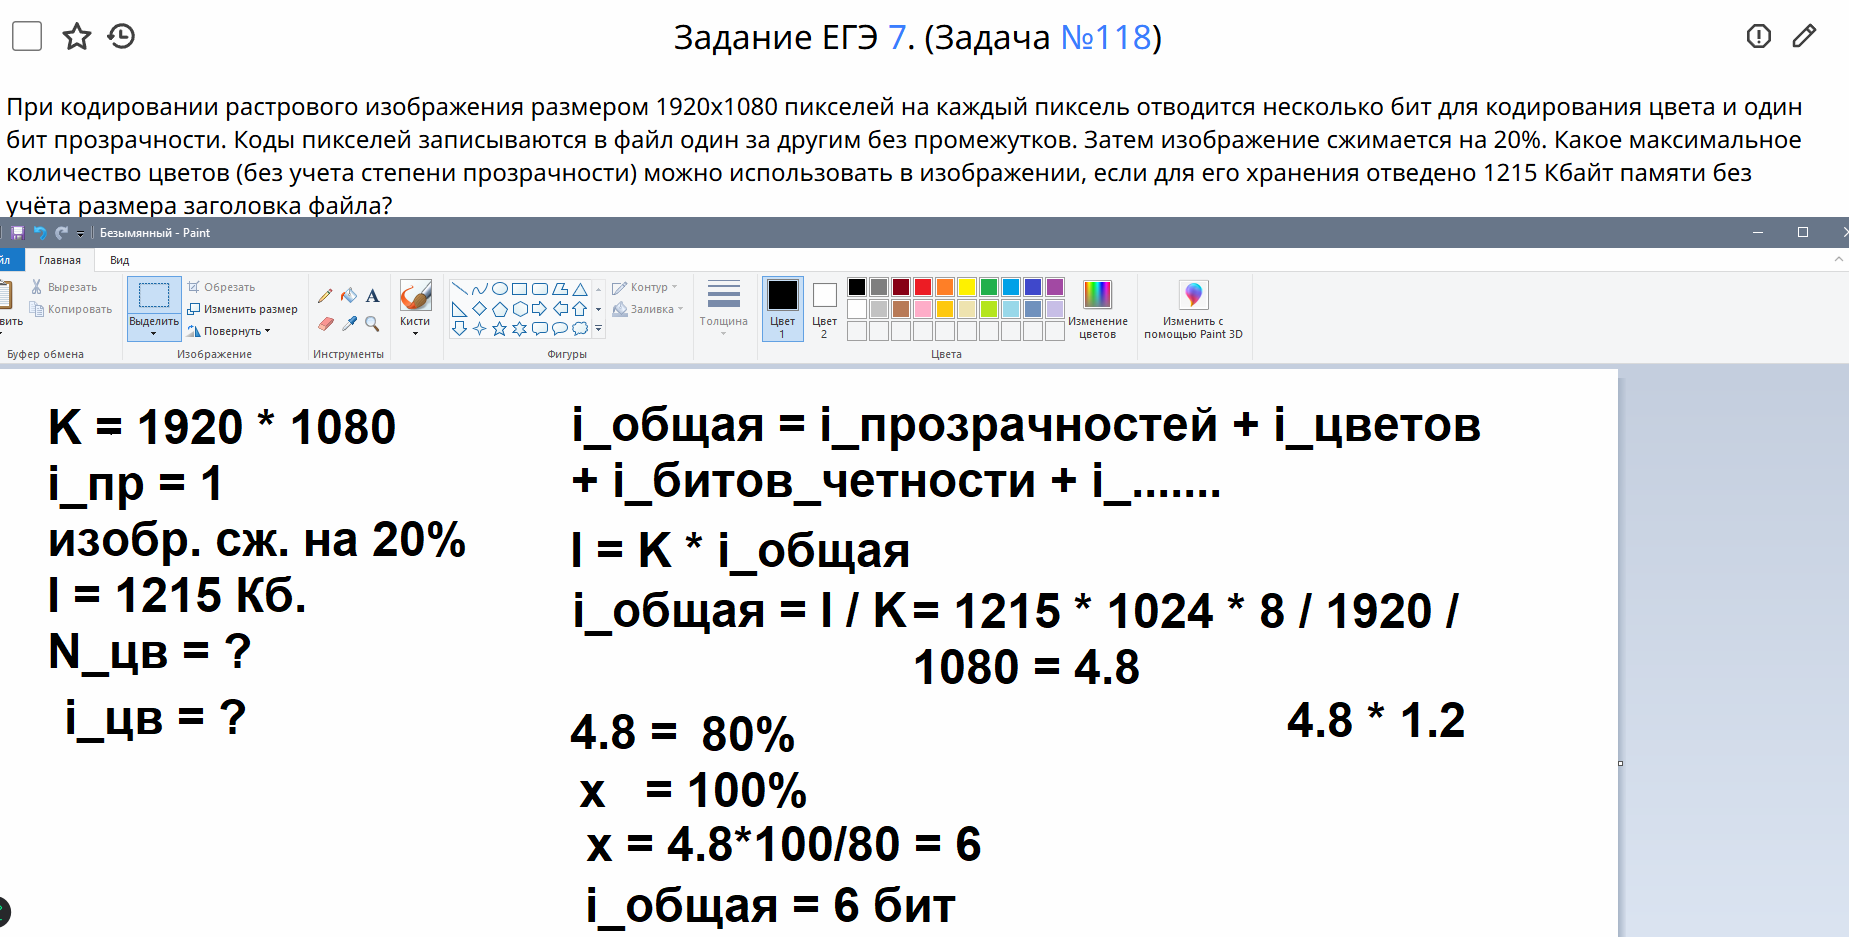 Задание ЕГЭ 7. (Задача №118)
При кодировании растрового изображения размером 1920х1080 пикселей на каждый пиксель отводится несколько бит для кодирования цвета и один
бит прозрачности. Коды пикселей записываются в файл один за другим без промежутков. Затем изображение сжимается на 20%. Какое максимальное
количество цветов (без учета степени прозрачности) можно использовать в изображении, если для его хранения отведено 1215 Кбайт памяти без
учёта размера заголовка файла?
Безымянный - Paint
Главная
Вид
Вырезать
Копировать
Буфер обмена
Выделить
Обрезать
Изменить размер
Повернуть
Изображение
A
Инструменты
Кисти
Контур
Заливка
Фигуры
Толщина
Цвет
1
Цвет
2
Цвета
Изменение
цветов
Изменить с
помощью Paint 3D
K = 1920 * 1080
i_пр = 1
изобр. сж. на 20%
I = 1215 Кб.
N_цв = ?
i_цв = ?
i_общая = i_прозрачностей + i_цветов
+ i_битов_четности + i_.......
I = K * i_общая
i_общая = I / K = 1215 * 1024 * 8 / 1920 /
1080 = 4.8
4.8 = 80%
4.8 * 1.2
x = 100%
x = 4.8*100/80 = 6
i_общая = 6 бит